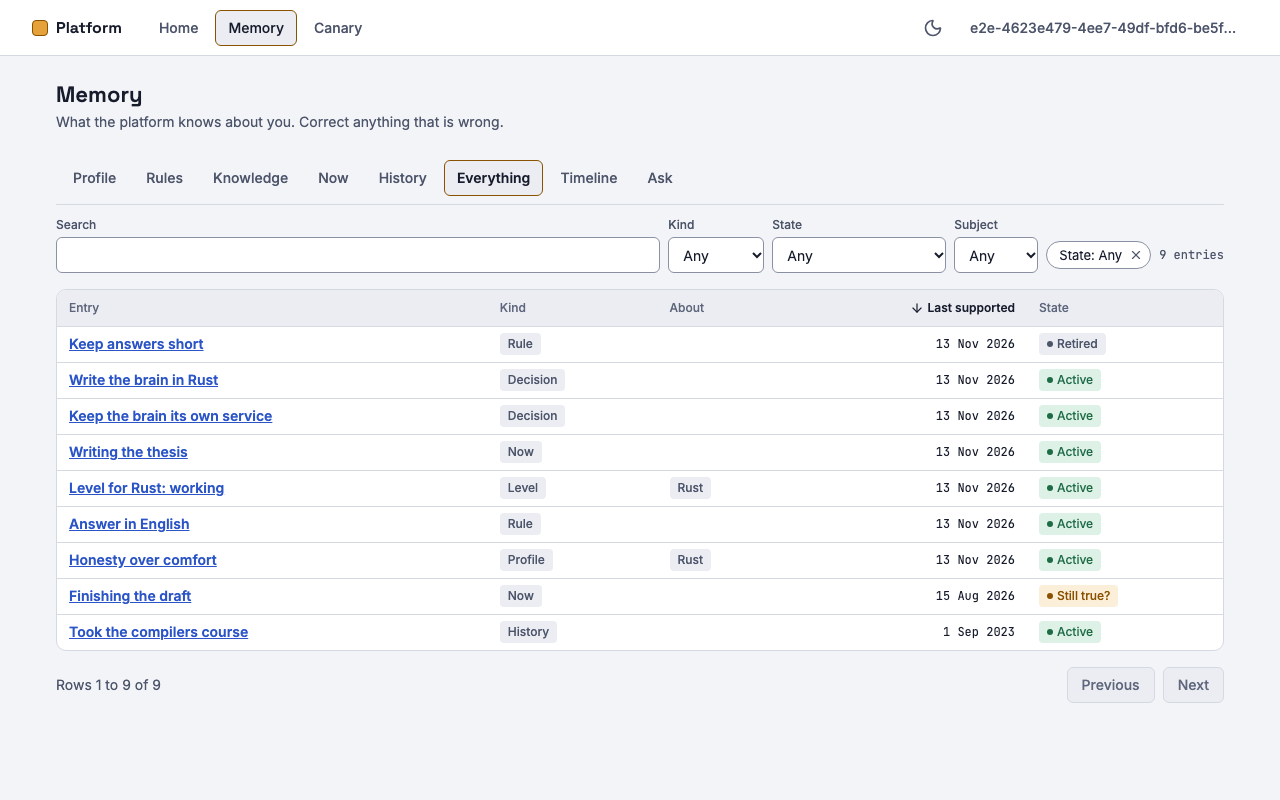 Platform Home Memory Canary e2e-4623e479-4ee7-49df-bfd6-be5f...
Memory
What the platform knows about you. Correct anything that is wrong.
Profile Rules Knowledge Now History Everything Timeline Ask
Search Kind State Subject
Any Any Any State: Any 9 entries
Entry Kind About Last supported State
Keep answers short Rule 13 Nov 2026 Retired
Write the brain in Rust Decision 13 Nov 2026 Active
Keep the brain its own service Decision 13 Nov 2026 Active
Writing the thesis Now 13 Nov 2026 Active
Level for Rust: working Level Rust 13 Nov 2026 Active
Answer in English Rule 13 Nov 2026 Active
Honesty over comfort Profile Rust 13 Nov 2026 Active
Finishing the draft Now 15 Aug 2026 Still true?
Took the compilers course History 1 Sep 2023 Active
Rows 1 to 9 of 9 Previous Next